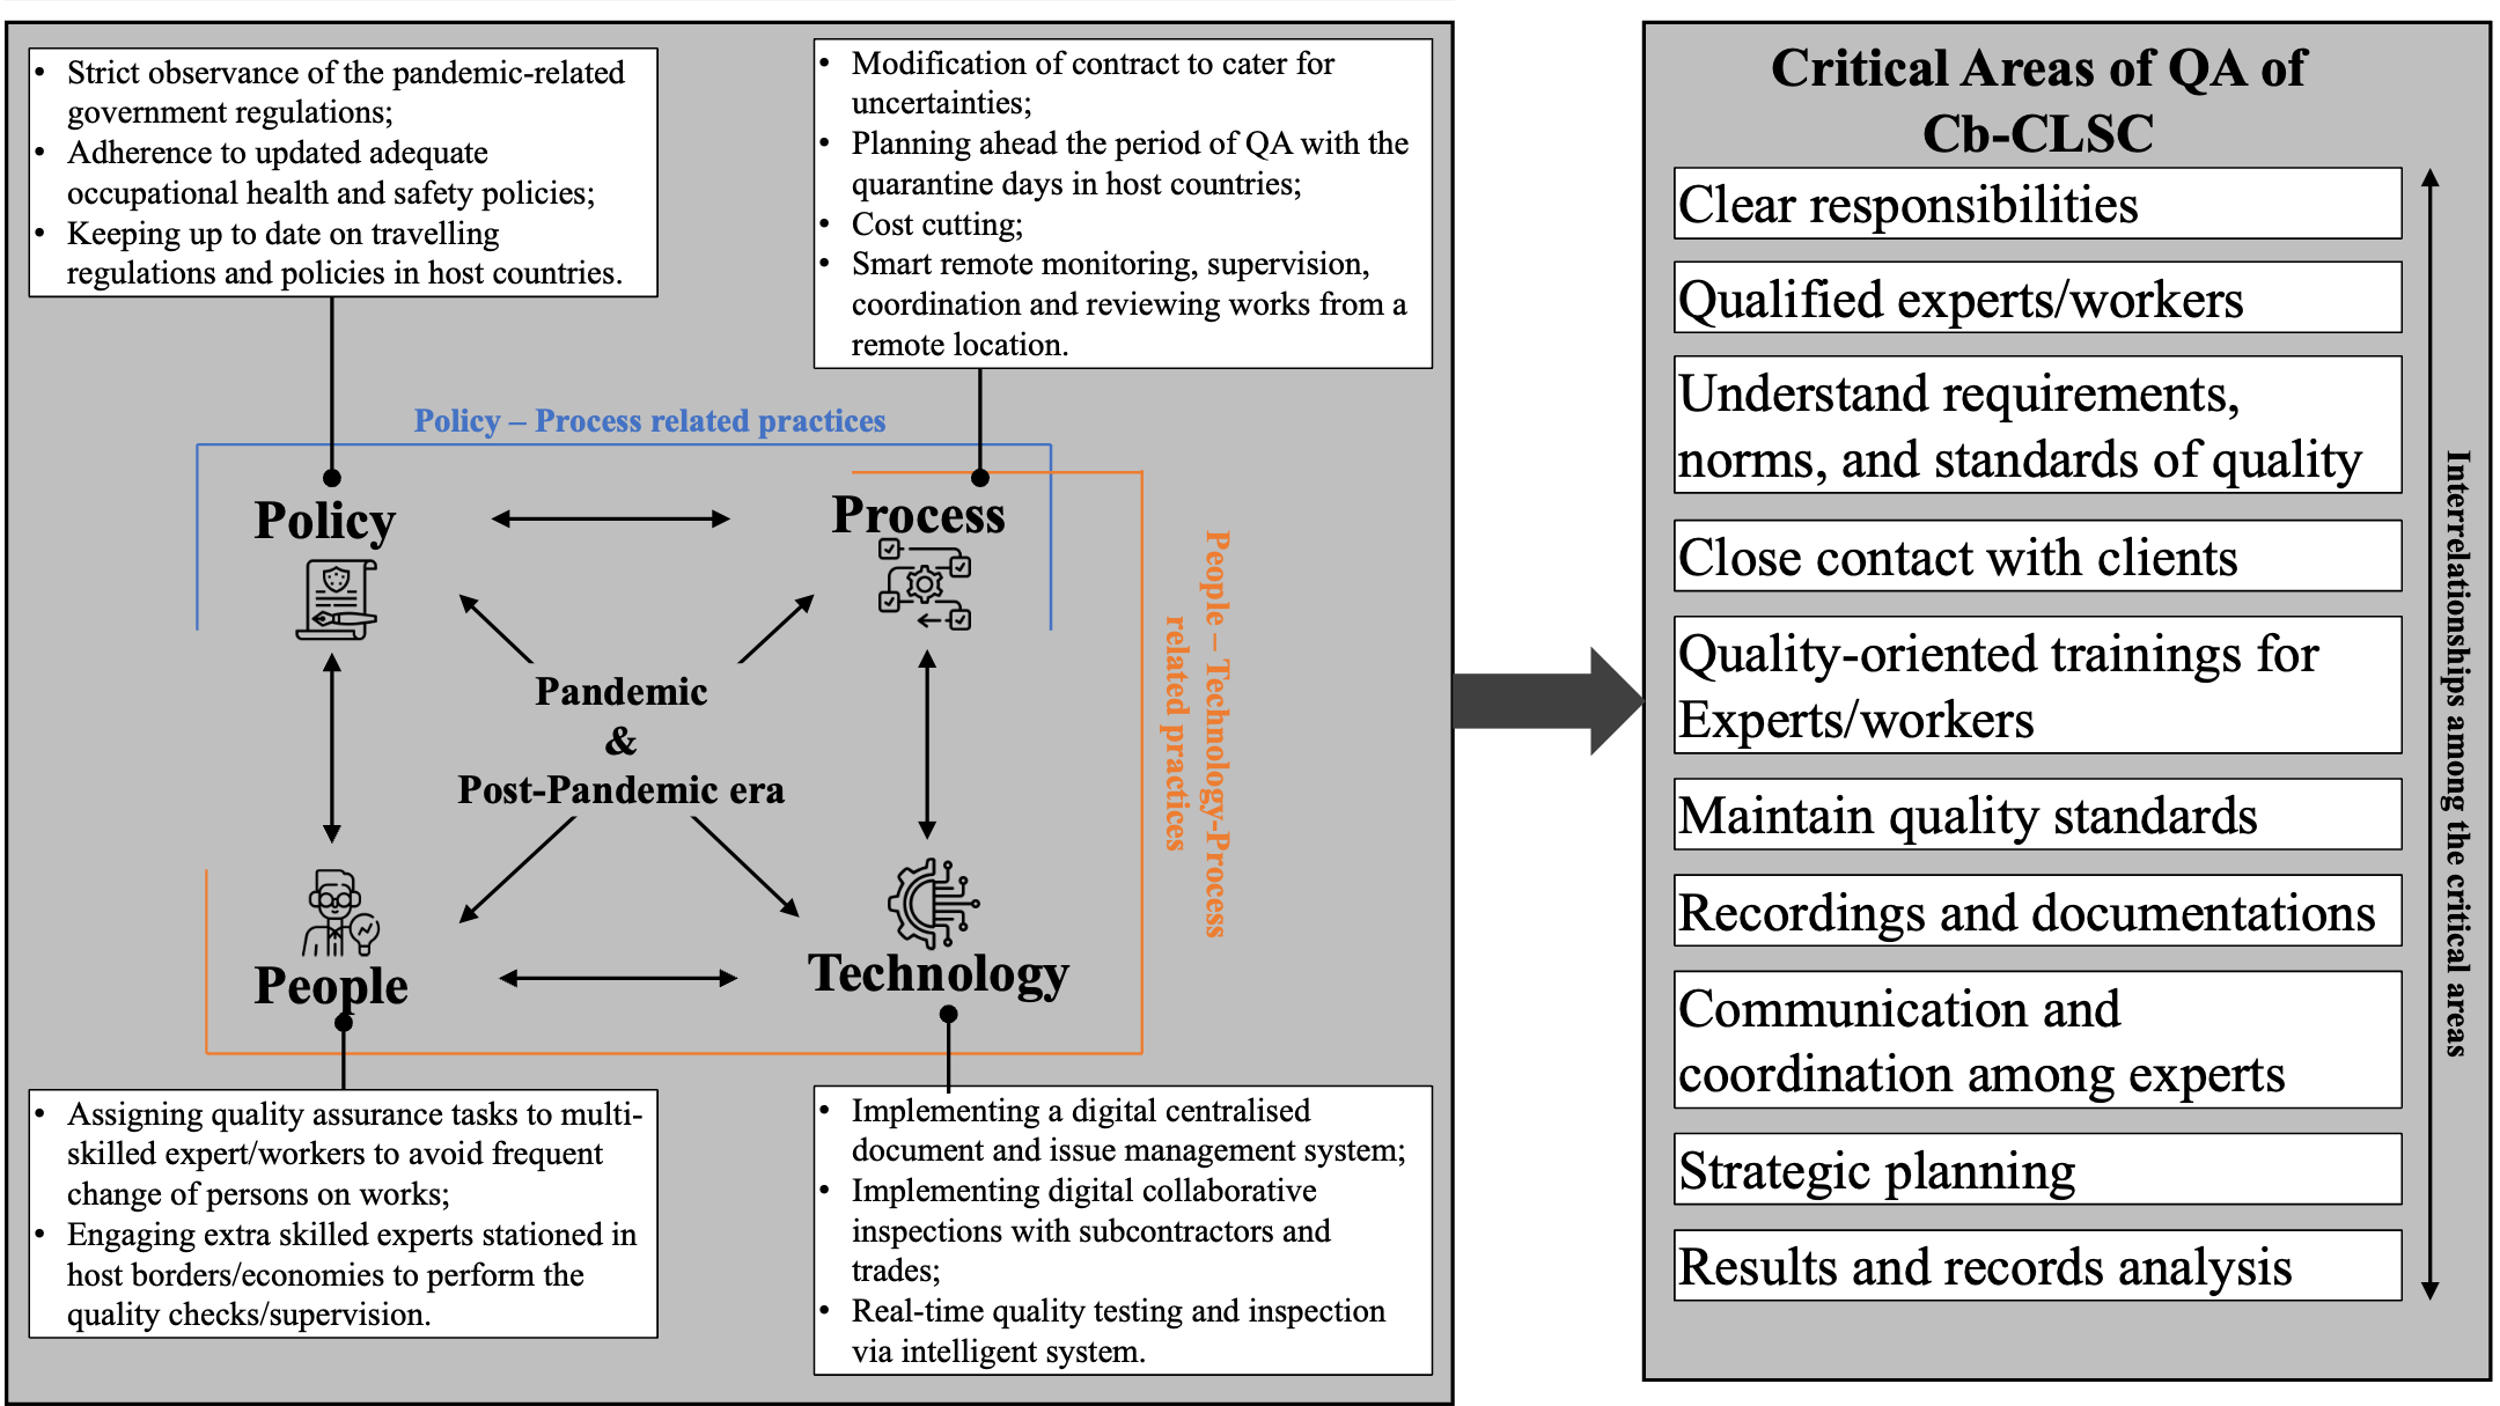 • Strict observance of the pandemic-related
government regulations;
• Adherence to updated adequate
occupational health and safety policies;
• Keeping up to date on travelling
regulations and policies in host countries.
• Modification of contract to cater for
uncertainties;
• Planning ahead the period of QA with the
quarantine days in host countries;
• Cost cutting;
• Smart remote monitoring, supervision,
coordination and reviewing works from a
remote location.
Policy – Process related practices
Policy
Process
People – Technology-Process
related practices
Pandemic
&
Post-Pandemic era
People
Technology
• Assigning quality assurance tasks to multi-
skilled expert/workers to avoid frequent
change of persons on works;
• Engaging extra skilled experts stationed in
host borders/economies to perform the
quality checks/supervision.
• Implementing a digital centralised
document and issue management system;
• Implementing digital collaborative
inspections with subcontractors and
trades;
• Real-time quality testing and inspection
via intelligent system.
Critical Areas of QA of
Cb-CLSC
Clear responsibilities
Qualified experts/workers
Understand requirements,
norms, and standards of quality
Close contact with clients
Quality-oriented trainings for
Experts/workers
Maintain quality standards
Recordings and documentations
Communication and
coordination among experts
Strategic planning
Results and records analysis
Interrelationships among the critical areas